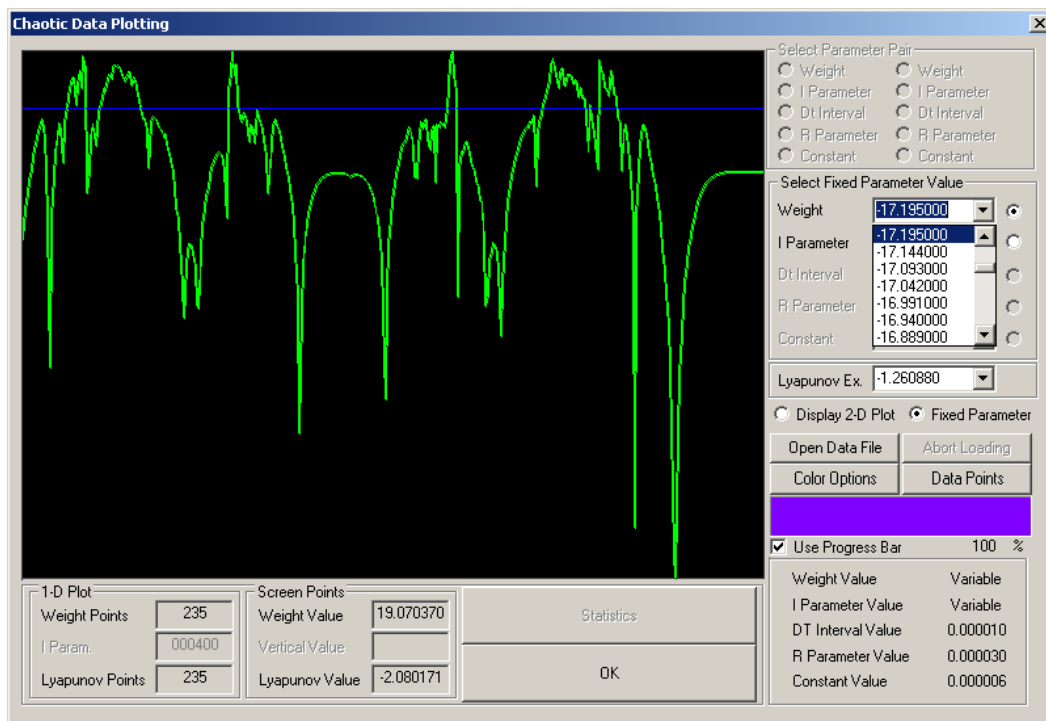 Chaotic Data Plotting
Select Parameter Pair
Weight Weight
I Parameter I Parameter
Dt Interval Dt Interval
R Parameter R Parameter
Constant Constant
Select Fixed Parameter Value
Weight -17.195000
-17.195000
I Parameter -17.144000
-17.093000
Dt Interval -17.042000
R Parameter -16.991000
-16.940000
Constant -16.889000
Lyapunov Ex. -1.260880
Display 2-D Plot Fixed Parameter
Open Data File Abort Loading
Color Options Data Points
Use Progress Bar 100 %
1-D Plot
Weight Points 235
I Param. 000400
Lyapunov Points 235
Screen Points
Weight Value 19.070370
Vertical Value
Lyapunov Value -2.080171
Statistics
OK
Weight Value Variable
I Parameter Value Variable
DT Interval Value 0.000010
R Parameter Value 0.000030
Constant Value 0.000006